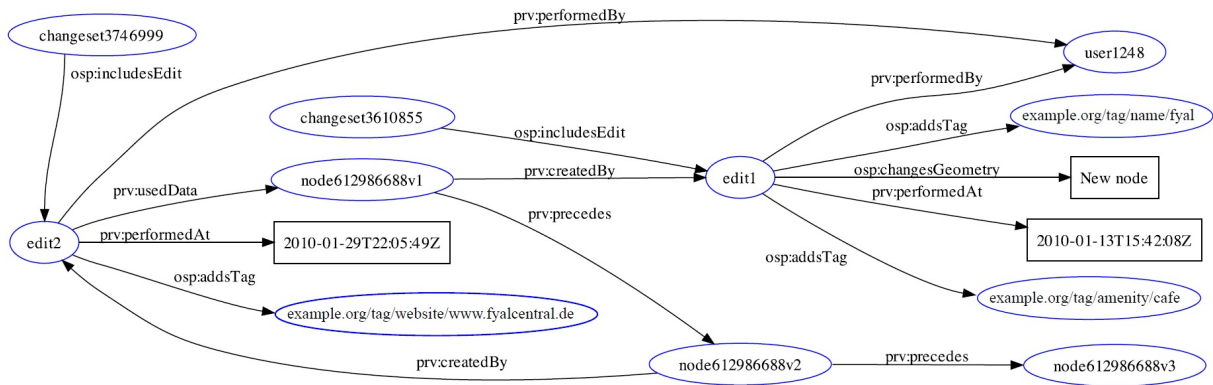 changeset3746999
prv:performedBy
user1248
osp:includesEdit
prv:performedBy
changeset3610855
osp:includesEdit
osp:addsTag
example.org/tag/name/fyal
prv:usedData
node612986688v1
prv:createdBy
edit1
osp:changesGeometry
New node
prv:performedAt
prv:precedes
edit2
prv:performedAt
2010-01-29T22:05:49Z
2010-01-13T15:42:08Z
osp:addsTag
osp:addsTag
example.org/tag/website/www.fyalcentral.de
example.org/tag/amenity/cafe
prv:createdBy
node612986688v2
prv:precedes
node612986688v3